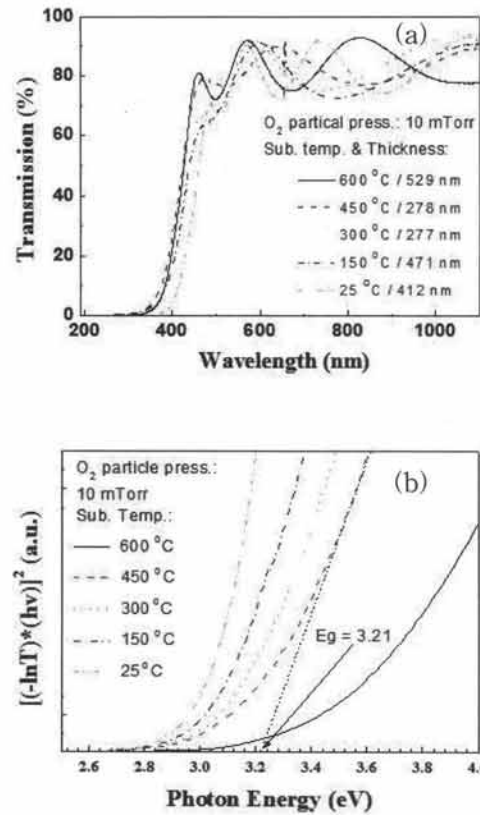 (a)
100
80
60
40
20
0
Transmission (%)
O2 partical press.: 10 mTorr
Sub. temp. & Thickness:
600 °C / 529 nm
450 °C / 278 nm
300 °C / 277 nm
150 °C / 471 nm
25 °C / 412 nm
200 400 600 800 1000
Wavelength (nm)
(b)
O2 particle press.:
10 mTorr
Sub. Temp.:
600 °C
450 °C
300 °C
150 °C
25°C
Eg = 3.21
[(-lnT)*(hν)]² (a.u.)
2.6 2.8 3.0 3.2 3.4 3.6 3.8 4.0
Photon Energy (eV)